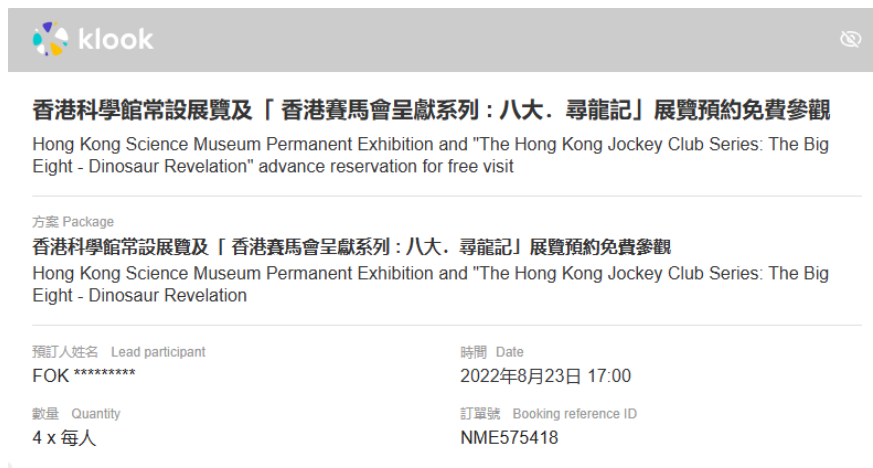 klook
香港科學館常設展覽及「 香港賽馬會呈獻系列 : 八大．尋龍記」展覽預約免費參觀
Hong Kong Science Museum Permanent Exhibition and "The Hong Kong Jockey Club Series: The Big
Eight - Dinosaur Revelation" advance reservation for free visit
方案 Package
香港科學館常設展覽及「 香港賽馬會呈獻系列 : 八大．尋龍記」展覽預約免費參觀
Hong Kong Science Museum Permanent Exhibition and "The Hong Kong Jockey Club Series: The Big
Eight - Dinosaur Revelation
預訂人姓名 Lead participant
FOK *********
時間 Date
2022年8月23日 17:00
數量 Quantity
4 x 每人
訂單號 Booking reference ID
NME575418